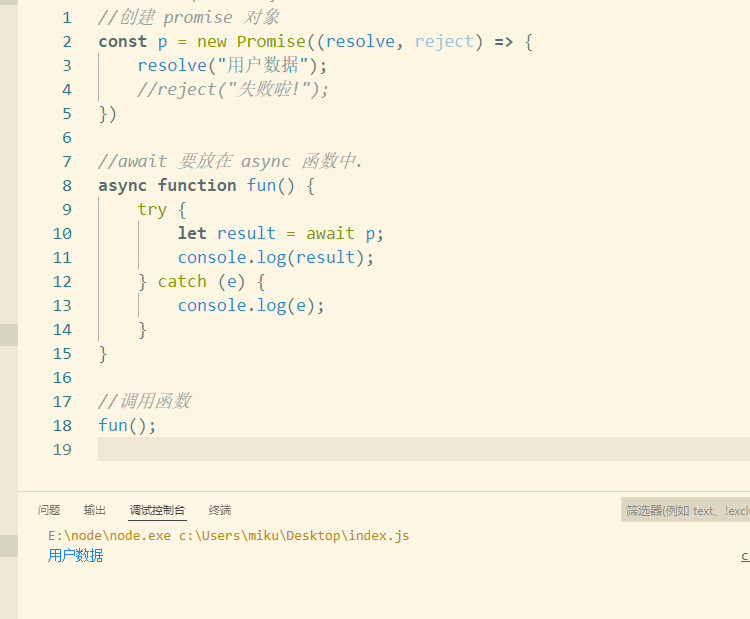 1 //创建 promise 对象
2 const p = new Promise((resolve, reject) => {
3 resolve("用户数据");
4 //reject("失败啦!");
5 })
6
7 //await 要放在 async 函数中.
8 async function fun() {
9 try {
10 let result = await p;
11 console.log(result);
12 } catch (e) {
13 console.log(e);
14 }
15 }
16
17 //调用函数
18 fun();
19
问题 输出 调试控制台 终端 筛选器(例如 text、!exclu
E:\node\node.exe c:\Users\miku\Desktop\index.js
用户数据 c